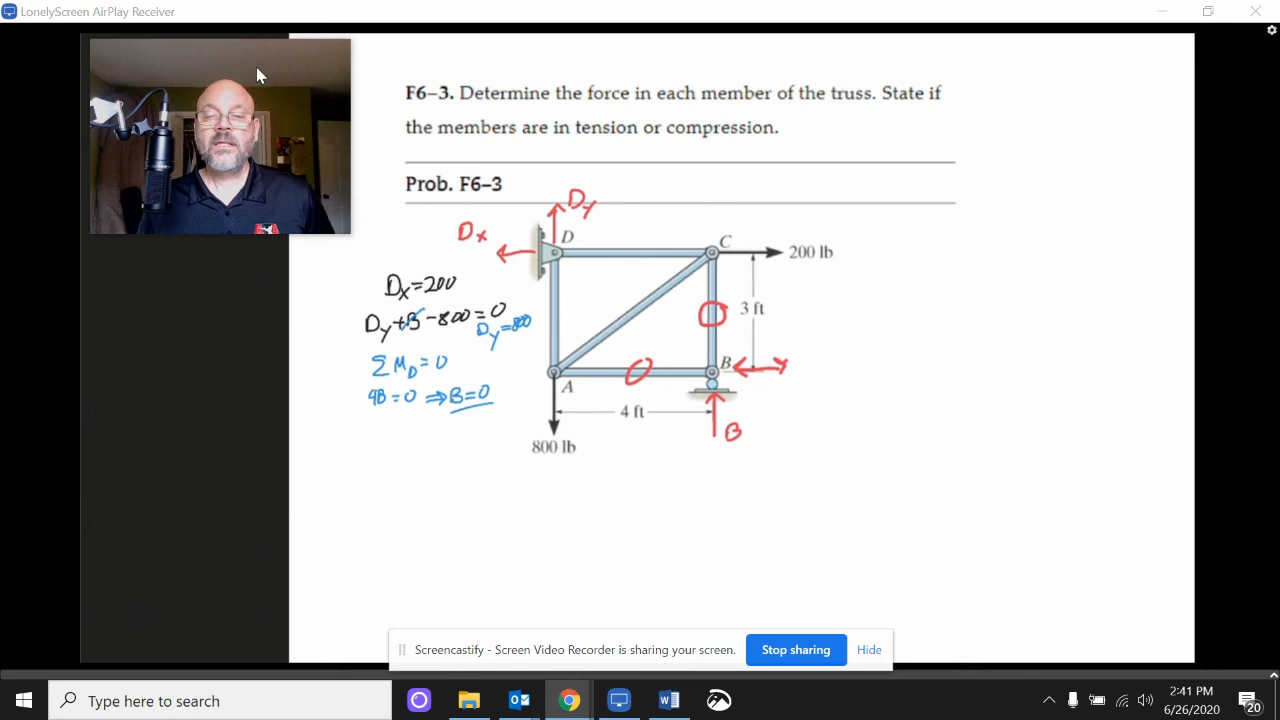 LonelyScreen AirPlay Receiver
F6–3. Determine the force in each member of the truss. State if
the members are in tension or compression.
Prob. F6–3
Dy
Dx
D
C
200 lb
Dx=200
Dy+B-800=0
Dy=800
3 ft
ΣMD=0
B
4B=0 ⇒ B=0
A
4 ft
B
800 lb
Screencastify - Screen Video Recorder is sharing your screen.
Stop sharing
Hide
Type here to search
2:41 PM
6/26/2020
20